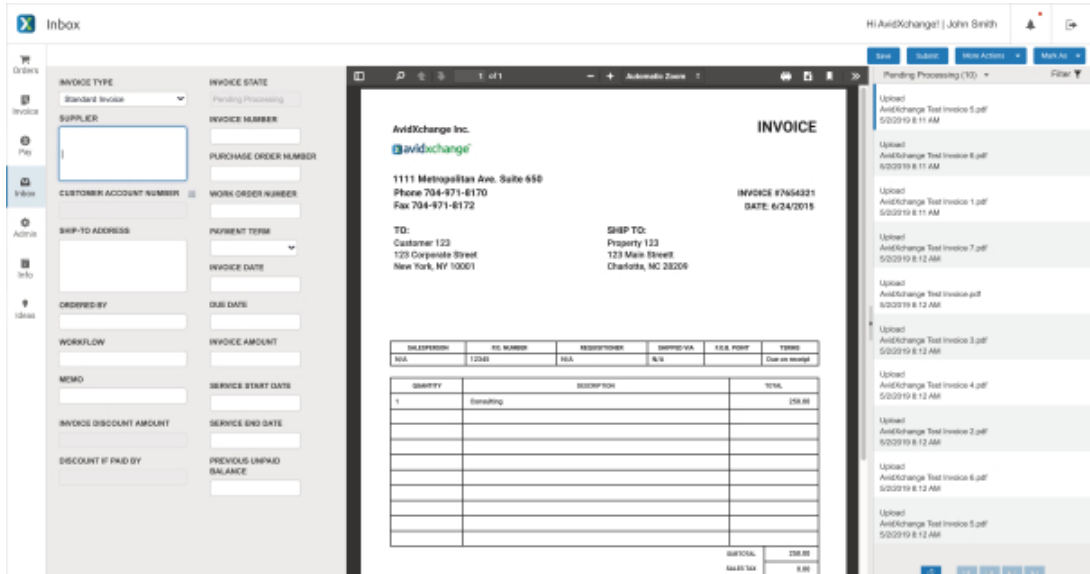 Inbox
Hi AvidXchange! | John Smith
Save
Submit
More Actions
Mark As
Orders
Invoice
Pay
Inbox
Admin
Info
Ideas
INVOICE TYPE
Standard Invoice
SUPPLIER
CUSTOMER ACCOUNT NUMBER
SHIP-TO ADDRESS
ORDERED BY
WORKFLOW
MEMO
INVOICE DISCOUNT AMOUNT
DISCOUNT IF PAID BY
INVOICE STATE
Pending Processing
INVOICE NUMBER
PURCHASE ORDER NUMBER
WORK ORDER NUMBER
PAYMENT TERM
INVOICE DATE
DUE DATE
INVOICE AMOUNT
SERVICE START DATE
SERVICE END DATE
PREVIOUS UNPAID
BALANCE
1 of 1
Automatic Zoom
AvidXchange Inc.
INVOICE
avidxchange
1111 Metropolitan Ave. Suite 650
Phone 704-971-8170
Fax 704-971-8172
INVOICE #7654321
DATE: 6/24/2015
TO:
Customer 123
123 Corporate Street
New York, NY 10001
SHIP TO:
Property 123
123 Main Streett
Charlotte, NC 28209
SALESPERSON P.O. NUMBER REQUISITIONER SHIPPED VIA F.O.B. POINT TERMS
N/A 12345 N/A N/A Due on receipt
QUANTITY DESCRIPTION TOTAL
1 Consulting 250.00
SUBTOTAL 250.00
SALES TAX 0.00
Pending Processing (10)
Filter
Upload
AvidXchange Test Invoice 5.pdf
5/2/2019 8:11 AM
Upload
AvidXchange Test Invoice 6.pdf
5/2/2019 8:11 AM
Upload
AvidXchange Test Invoice 1.pdf
5/2/2019 8:11 AM
Upload
AvidXchange Test Invoice 7.pdf
5/2/2019 8:12 AM
Upload
AvidXchange Test Invoice.pdf
5/2/2019 8:12 AM
Upload
AvidXchange Test Invoice 3.pdf
5/2/2019 8:12 AM
Upload
AvidXchange Test Invoice 4.pdf
5/2/2019 8:12 AM
Upload
AvidXchange Test Invoice 2.pdf
5/2/2019 8:12 AM
Upload
AvidXchange Test Invoice 6.pdf
5/2/2019 8:12 AM
Upload
AvidXchange Test Invoice 5.pdf
5/2/2019 8:12 AM